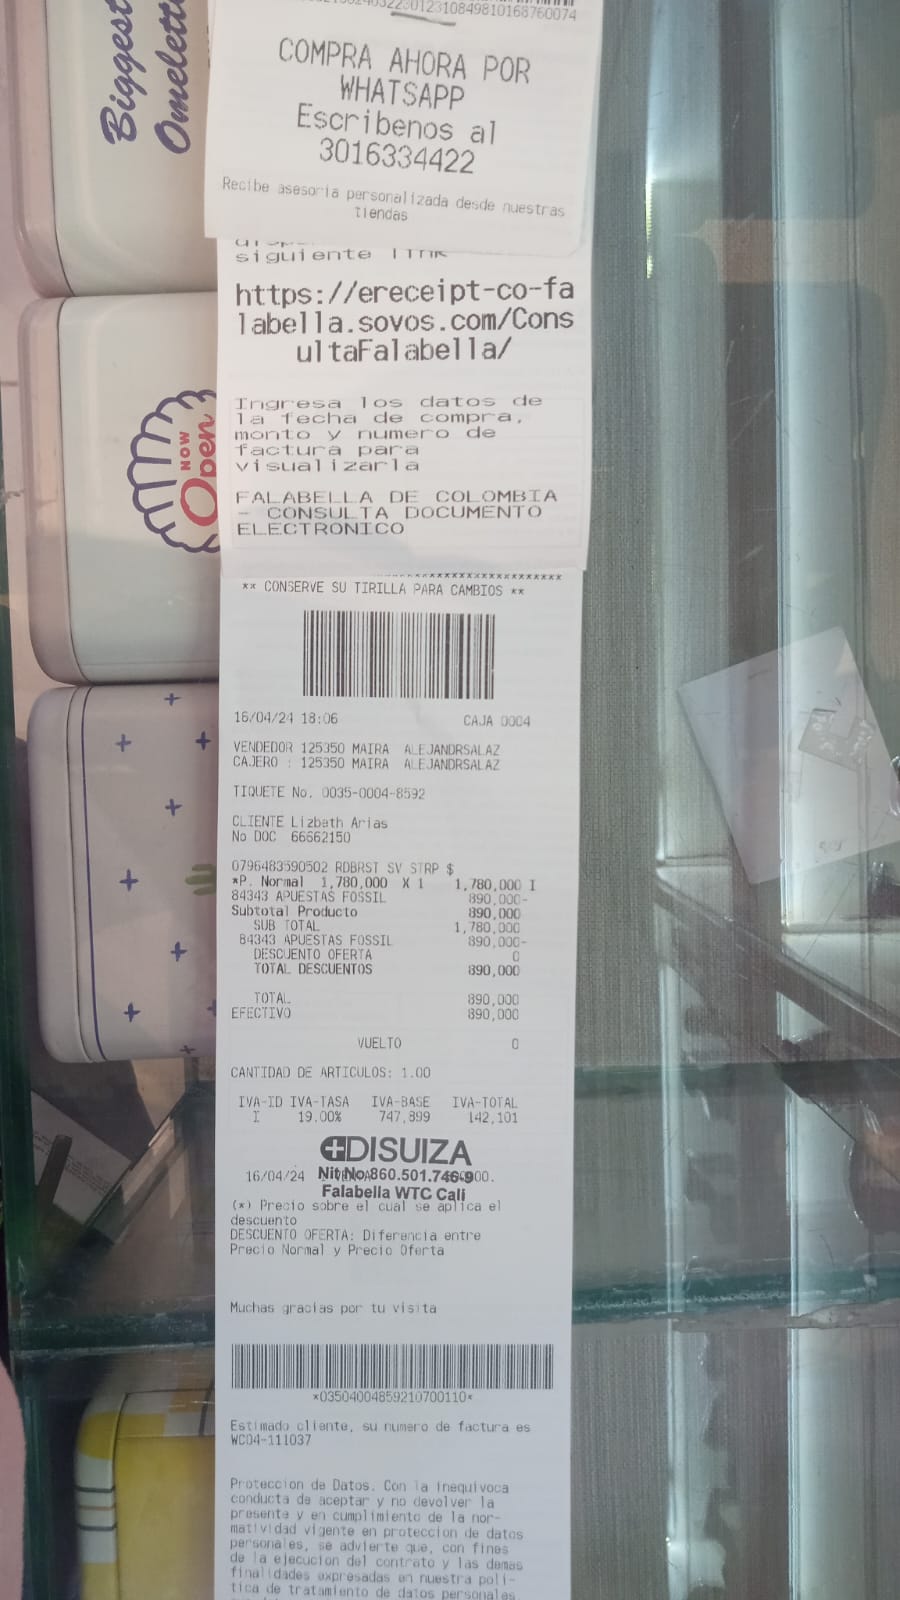 Biggest
Omelett
NOW
Open
COMPRA AHORA POR
WHATSAPP
Escribenos al
3016334422
Recibe asesoria personalizada desde nuestras
tiendas
siguiente link
https://ereceipt-co-fa
labella.sovos.com/Cons
ultaFalabella/
Ingresa los datos de
la fecha de compra,
monto y numero de
factura para
visualizarla
FALABELLA DE COLOMBIA
- CONSULTA DOCUMENTO
ELECTRONICO
** CONSERVE SU TIRILLA PARA CAMBIOS **
16/04/24 18:06 CAJA 0004
VENDEDOR 125350 MAIRA ALEJANDRSALAZ
CAJERO : 125350 MAIRA ALEJANDRSALAZ
TIQUETE No. 0035-0004-8592
CLIENTE Lizbeth Arias
No DOC 66662150
0796483590502 RDBRST SV STRP $
*P. Normal 1,780,000 X 1 1,780,000 I
84343 APUESTAS FOSSIL 890,000-
Subtotal Producto 890,000
SUB TOTAL 1,780,000
84343 APUESTAS FOSSIL 890,000-
DESCUENTO OFERTA 0
TOTAL DESCUENTOS 890,000
TOTAL 890,000
EFECTIVO 890,000
VUELTO 0
CANTIDAD DE ARTICULOS: 1.00
IVA-ID IVA-TASA IVA-BASE IVA-TOTAL
I 19.00% 747,899 142,101
DISUIZA
16/04/24 Nit No.860.501.746-9
Falabella WTC Cali
(*) Precio sobre el cual se aplica el
descuento
DESCUENTO OFERTA: Diferencia entre
Precio Normal y Precio Oferta
Muchas gracias por tu visita
*03504004859210700110*
Estimado cliente, su numero de factura es
WC04-111037
Proteccion de Datos. Con la inequivoca
conducta de aceptar y no devolver la
presente y en cumplimiento de la nor-
matividad vigente en proteccion de datos
personales, se advierte que, con fines
de la ejecucion del contrato y las demas
finalidades expresadas en nuestra poli-
tica de tratamiento de datos personales